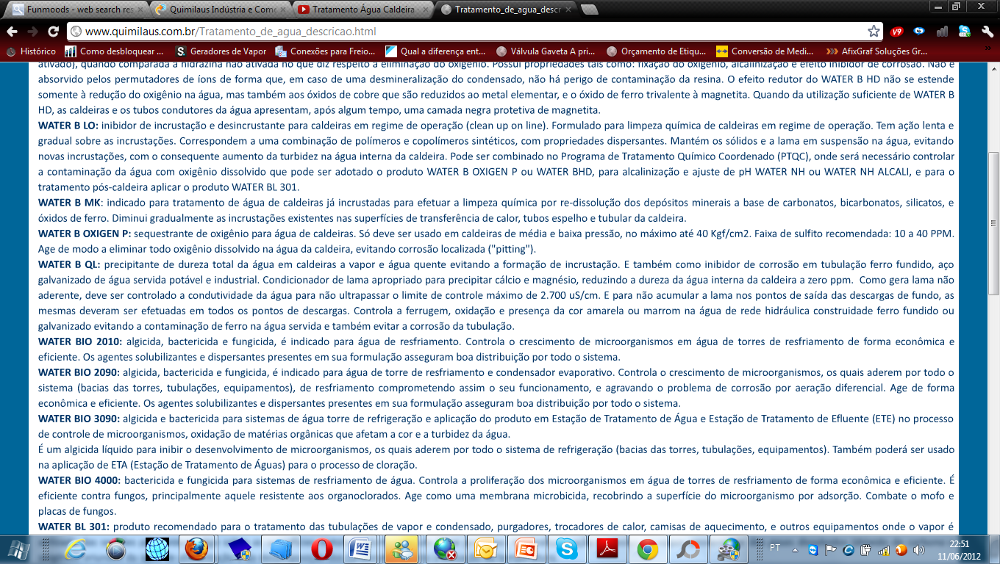 Funmoods - web search res
Quimilaus Indústria e Come
Tratamento Água Caldeira
Tratamento_de_agua_descr
www.quimilaus.com.br/Tratamento_de_agua_descricao.html
Histórico
Como desbloquear ...
Geradores de Vapor
Conexões para Freio...
Qual a diferença ent...
Válvula Gaveta A pri...
Orçamento de Etiqu...
Conversão de Medi...
AfixGraf Soluções Gr...
ativado), quando comparada a hidrazina não ativada no que diz respeito a eliminação do oxigênio. Possui propriedades tais como: fixação do oxigênio, alcalinização e efeito inibidor de corrosão. Não é
absorvido pelos permutadores de íons de forma que, em caso de uma desmineralização do condensado, não há perigo de contaminação da resina. O efeito redutor do WATER B HD não se estende
somente à redução do oxigênio na água, mas também aos óxidos de cobre que são reduzidos ao metal elementar, e o óxido de ferro trivalente à magnetita. Quando da utilização suficiente de WATER B
HD, as caldeiras e os tubos condutores da água apresentam, após algum tempo, uma camada negra protetiva de magnetita.
WATER B LO: inibidor de incrustação e desincrustante para caldeiras em regime de operação (clean up on line). Formulado para limpeza química de caldeiras em regime de operação. Tem ação lenta e
gradual sobre as incrustações. Correspondem a uma combinação de polímeros e copolímeros sintéticos, com propriedades dispersantes. Mantém os sólidos e a lama em suspensão na água, evitando
novas incrustações, com o consequente aumento da turbidez na água interna da caldeira. Pode ser combinado no Programa de Tratamento Químico Coordenado (PTQC), onde será necessário controlar
a contaminação da água com oxigênio dissolvido que pode ser adotado o produto WATER B OXIGEN P ou WATER BHD, para alcalinização e ajuste de pH WATER NH ou WATER NH ALCALI, e para o
tratamento pós-caldeira aplicar o produto WATER BL 301.
WATER B MK: indicado para tratamento de água de caldeiras já incrustadas para efetuar a limpeza química por re-dissolução dos depósitos minerais a base de carbonatos, bicarbonatos, silicatos, e
óxidos de ferro. Diminui gradualmente as incrustações existentes nas superfícies de transferência de calor, tubos espelho e tubular da caldeira.
WATER B OXIGEN P: sequestrante de oxigênio para água de caldeiras. Só deve ser usado em caldeiras de média e baixa pressão, no máximo até 40 Kgf/cm2. Faixa de sulfito recomendada: 10 a 40 PPM.
Age de modo a eliminar todo oxigênio dissolvido na água da caldeira, evitando corrosão localizada ("pitting").
WATER B QL: precipitante de dureza total da água em caldeiras a vapor e água quente evitando a formação de incrustação. E também como inibidor de corrosão em tubulação ferro fundido, aço
galvanizado de água servida potável e industrial. Condicionador de lama apropriado para precipitar cálcio e magnésio, reduzindo a dureza da água interna da caldeira a zero ppm. Como gera lama não
aderente, deve ser controlado a condutividade da água para não ultrapassar o limite de controle máximo de 2.700 uS/cm. E para não acumular a lama nos pontos de saída das descargas de fundo, as
mesmas deveram ser efetuadas em todos os pontos de descargas. Controla a ferrugem, oxidação e presença da cor amarela ou marrom na água de rede hidráulica construidade ferro fundido ou
galvanizado evitando a contaminação de ferro na água servida e também evitar a corrosão da tubulação.
WATER BIO 2010: algicida, bactericida e fungicida, é indicado para água de resfriamento. Controla o crescimento de microorganismos em água de torres de resfriamento de forma econômica e
eficiente. Os agentes solubilizantes e dispersantes presentes em sua formulação asseguram boa distribuição por todo o sistema.
WATER BIO 2090: algicida, bactericida e fungicida, é indicado para água de torre de resfriamento e condensador evaporativo. Controla o crescimento de microorganismos, os quais aderem por todo o
sistema (bacias das torres, tubulações, equipamentos), de resfriamento comprometendo assim o seu funcionamento, e agravando o problema de corrosão por aeração diferencial. Age de forma
econômica e eficiente. Os agentes solubilizantes e dispersantes presentes em sua formulação asseguram boa distribuição por todo o sistema.
WATER BIO 3090: algicida e bactericida para sistemas de água torre de refrigeração e aplicação do produto em Estação de Tratamento de Água e Estação de Tratamento de Efluente (ETE) no processo
de controle de microorganismos, oxidação de matérias orgânicas que afetam a cor e a turbidez da água.
É um algicida líquido para inibir o desenvolvimento de microorganismos, os quais aderem por todo o sistema de refrigeração (bacias das torres, tubulações, equipamentos). Também poderá ser usado
na aplicação de ETA (Estação de Tratamento de Águas) para o processo de cloração.
WATER BIO 4000: bactericida e fungicida para sistemas de resfriamento de água. Controla a proliferação dos microorganismos em água de torres de resfriamento de forma econômica e eficiente. É
eficiente contra fungos, principalmente aquele resistente aos organoclorados. Age como uma membrana microbicida, recobrindo a superfície do microorganismo por adsorção. Combate o mofo e
placas de fungos.
WATER BL 301: produto recomendado para o tratamento das tubulações de vapor e condensado, purgadores, trocadores de calor, camisas de aquecimento, e outros equipamentos onde o vapor é
PT
22:51
11/06/2012